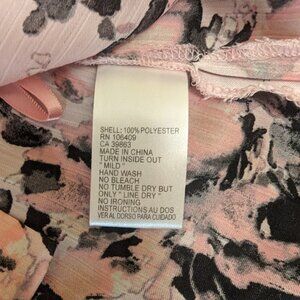 SHELL: 100% POLYESTER
RN 106409
CA 39863
MADE IN CHINA
TURN INSIDE OUT
"MILD"
HAND WASH
NO BLEACH
NO TUMBLE DRY BUT
ONLY "LINE DRY"
NO IRONING
INSTRUCTIONS AU DOS
VER AL DORSO PARA CUIDADO